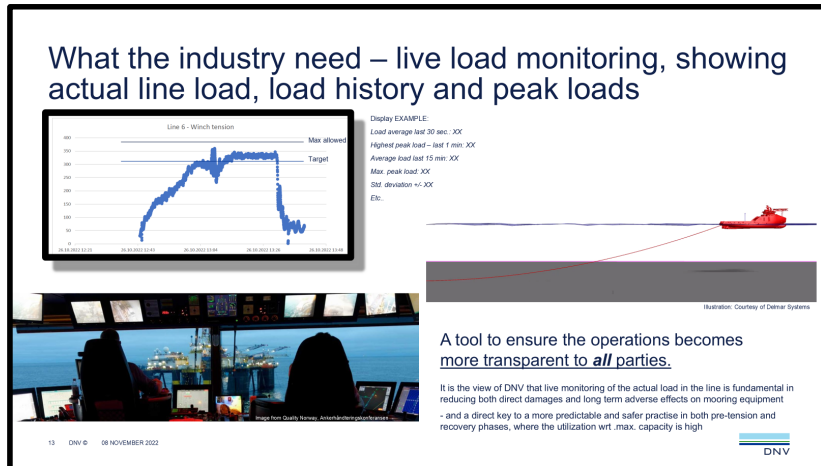 What the industry need – live load monitoring, showing
actual line load, load history and peak loads
Line 6 - Winch tension
400
350
300
250
200
150
100
50
0
Max allowed
Target
26.10.2022 12:21
26.10.2022 12:43
26.10.2022 13:04
26.10.2022 13:26
26.10.2022 13:48
Display EXAMPLE:
Load average last 30 sec.: XX
Highest peak load – last 1 min: XX
Average load last 15 min: XX
Max. peak load: XX
Std. deviation +/- XX
Etc..
Illustration: Courtesy of Delmar Systems
Image from Quality Norway, Ankerhåndteringskonferansen
A tool to ensure the operations becomes
more transparent to all parties.
It is the view of DNV that live monitoring of the actual load in the line is fundamental in
reducing both direct damages and long term adverse effects on mooring equipment
- and a direct key to a more predictable and safer practise in both pre-tension and
recovery phases, where the utilization wrt .max. capacity is high
13 DNV © 08 NOVEMBER 2022
DNV